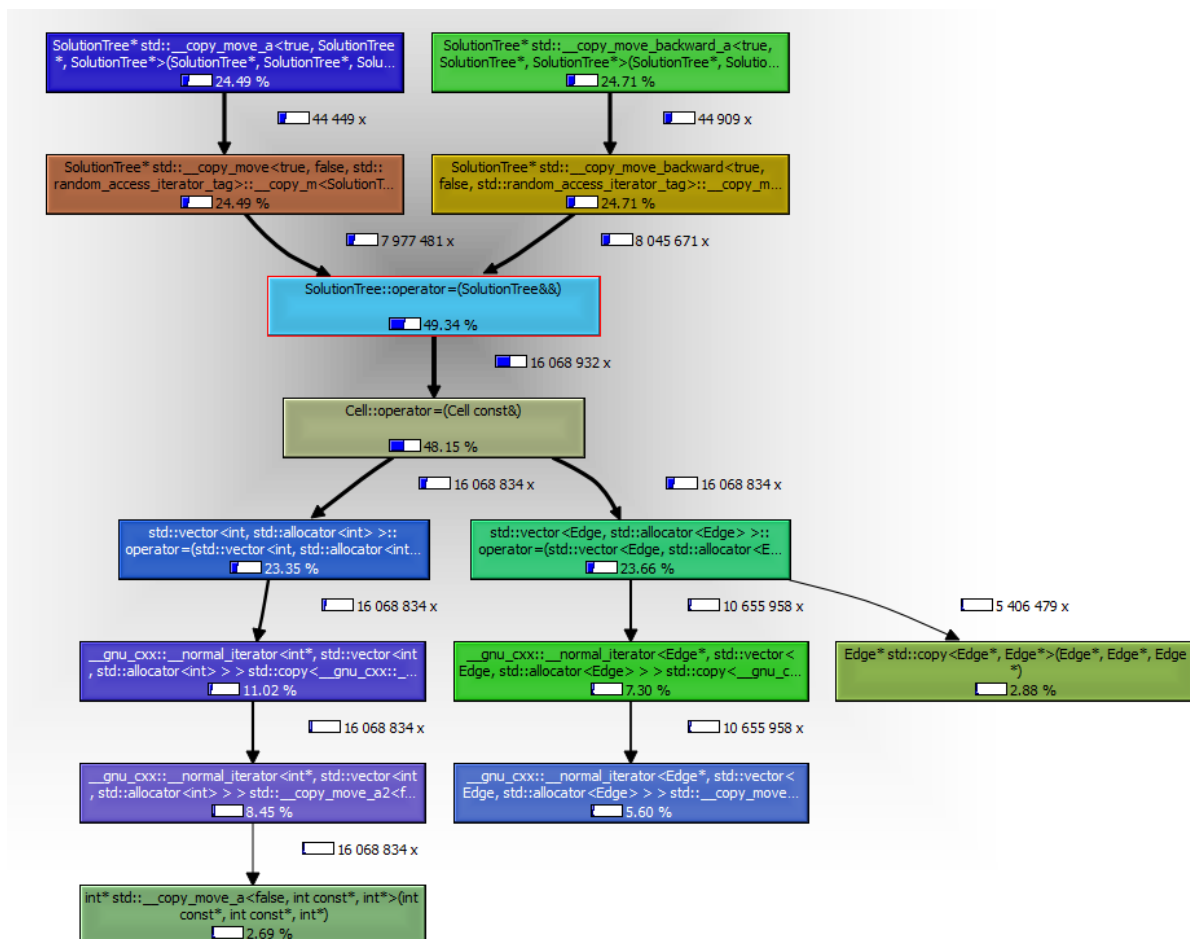 SolutionTree* std::__copy_move_a<true, SolutionTree
*, SolutionTree*>(SolutionTree*, SolutionTree*, Solu...
24.49 %
SolutionTree* std::__copy_move_backward_a<true,
SolutionTree*, SolutionTree*>(SolutionTree*, Solutio...
24.71 %
44 449 x
44 909 x
SolutionTree* std::__copy_move<true, false, std::
random_access_iterator_tag>::__copy_m<SolutionT...
24.49 %
SolutionTree* std::__copy_move_backward<true,
false, std::random_access_iterator_tag>::__copy_m...
24.71 %
7 977 481 x
8 045 671 x
SolutionTree::operator=(SolutionTree&&)
49.34 %
16 068 932 x
Cell::operator=(Cell const&)
48.15 %
16 068 834 x
16 068 834 x
std::vector<int, std::allocator<int> >::
operator=(std::vector<int, std::allocator<int...
23.35 %
std::vector<Edge, std::allocator<Edge> >::
operator=(std::vector<Edge, std::allocator<E...
23.66 %
16 068 834 x
10 655 958 x
5 406 479 x
__gnu_cxx::__normal_iterator<int*, std::vector<int
, std::allocator<int> > > std::copy<__gnu_cxx::_...
11.02 %
__gnu_cxx::__normal_iterator<Edge*, std::vector<
Edge, std::allocator<Edge> > > std::copy<__gnu_c...
7.30 %
Edge* std::copy<Edge*, Edge*>(Edge*, Edge*, Edge
*)
2.88 %
16 068 834 x
10 655 958 x
__gnu_cxx::__normal_iterator<int*, std::vector<int
, std::allocator<int> > > std::__copy_move_a2<f...
8.45 %
__gnu_cxx::__normal_iterator<Edge*, std::vector<
Edge, std::allocator<Edge> > > std::__copy_move...
5.60 %
16 068 834 x
int* std::__copy_move_a<false, int const*, int*>(int
const*, int const*, int*)
2.69 %